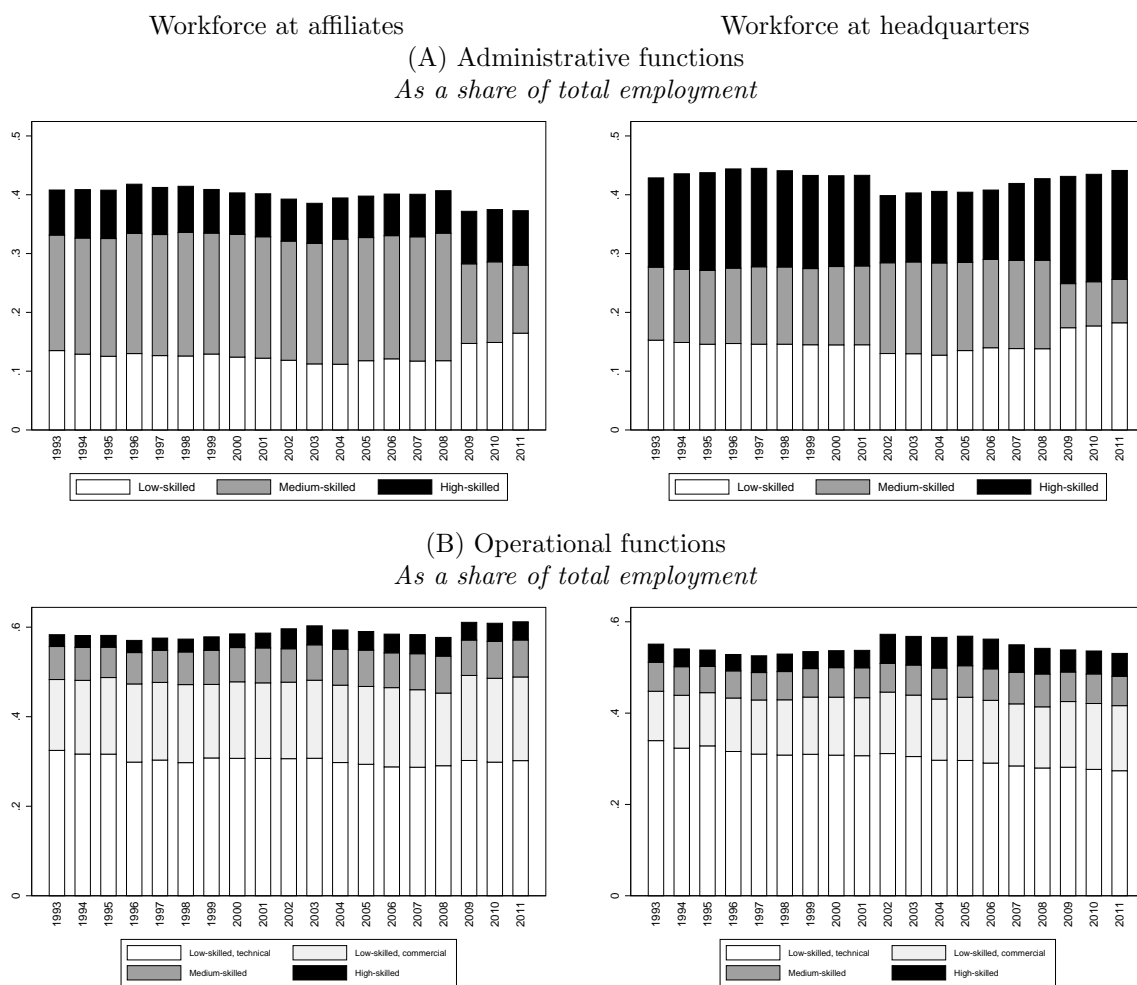 Workforce at affiliates Workforce at headquarters
(A) Administrative functions
As a share of total employment
.5 .4 .3 .2 .1 0
1993 1994 1995 1996 1997 1998 1999 2000 2001 2002 2003 2004 2005 2006 2007 2008 2009 2010 2011
Low-skilled Medium-skilled High-skilled
.5 .4 .3 .2 .1 0
1993 1994 1995 1996 1997 1998 1999 2000 2001 2002 2003 2004 2005 2006 2007 2008 2009 2010 2011
Low-skilled Medium-skilled High-skilled
(B) Operational functions
As a share of total employment
.6 .4 .2 0
1993 1994 1995 1996 1997 1998 1999 2000 2001 2002 2003 2004 2005 2006 2007 2008 2009 2010 2011
Low-skilled, technical Low-skilled, commercial
Medium-skilled High-skilled
.6 .4 .2 0
1993 1994 1995 1996 1997 1998 1999 2000 2001 2002 2003 2004 2005 2006 2007 2008 2009 2010 2011
Low-skilled, technical Low-skilled, commercial
Medium-skilled High-skilled